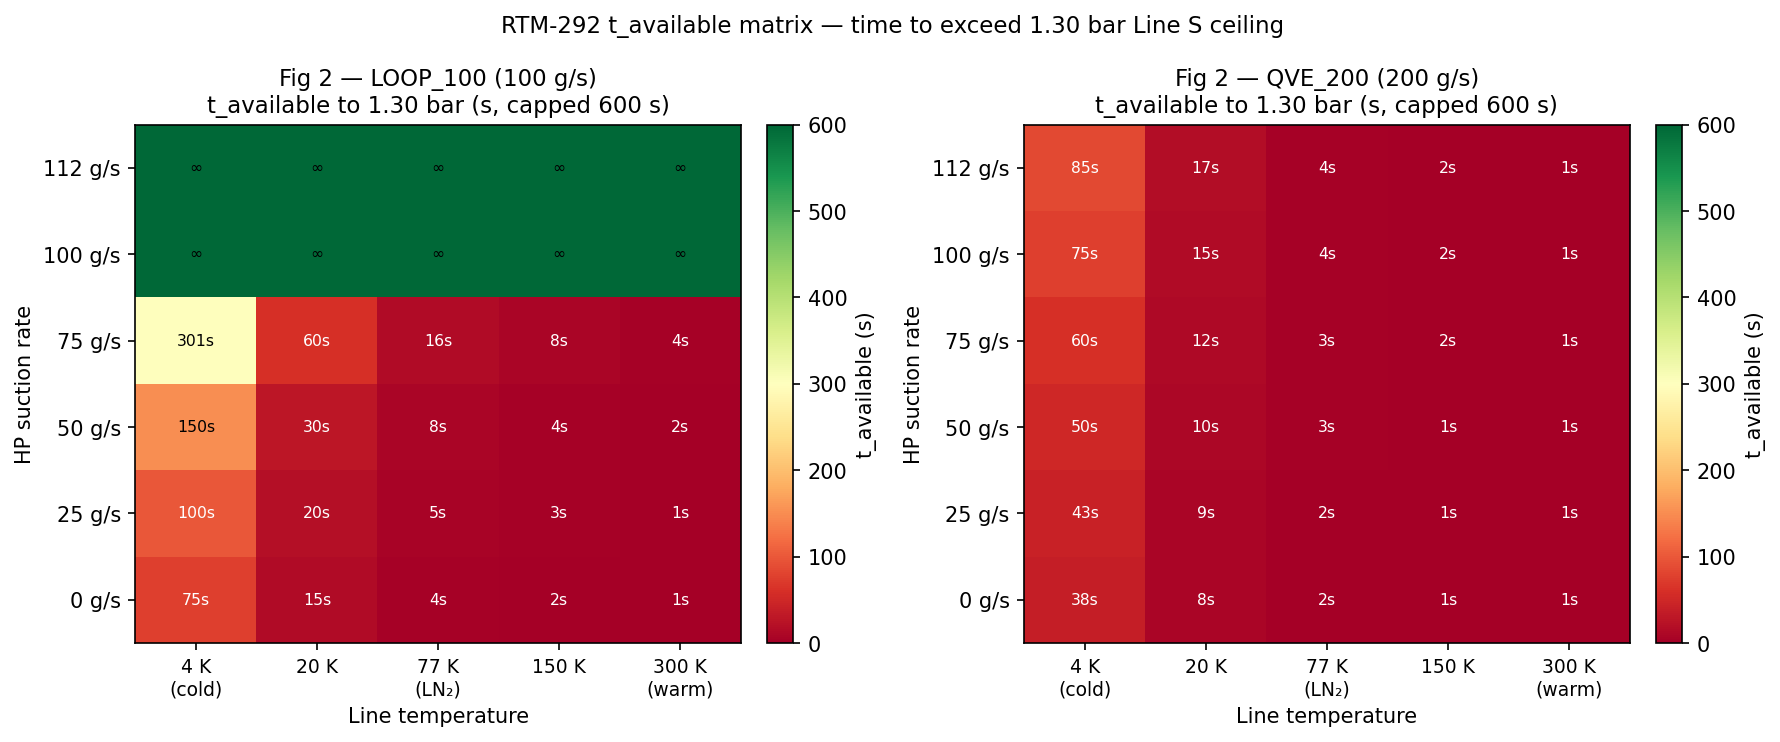 RTM-292 t_available matrix — time to exceed 1.30 bar Line S ceiling
Fig 2 — LOOP_100 (100 g/s)
t_available to 1.30 bar (s, capped 600 s)
HP suction rate
112 g/s ∞ ∞ ∞ ∞ ∞
100 g/s ∞ ∞ ∞ ∞ ∞
75 g/s 301s 60s 16s 8s 4s
50 g/s 150s 30s 8s 4s 2s
25 g/s 100s 20s 5s 3s 1s
0 g/s 75s 15s 4s 2s 1s
4 K 20 K 77 K 150 K 300 K
(cold) (LN₂) (warm)
Line temperature
600
500
400
300
200
100
0
t_available (s)
Fig 2 — QVE_200 (200 g/s)
t_available to 1.30 bar (s, capped 600 s)
HP suction rate
112 g/s 85s 17s 4s 2s 1s
100 g/s 75s 15s 4s 2s 1s
75 g/s 60s 12s 3s 2s 1s
50 g/s 50s 10s 3s 1s 1s
25 g/s 43s 9s 2s 1s 1s
0 g/s 38s 8s 2s 1s 1s
4 K 20 K 77 K 150 K 300 K
(cold) (LN₂) (warm)
Line temperature
600
500
400
300
200
100
0
t_available (s)